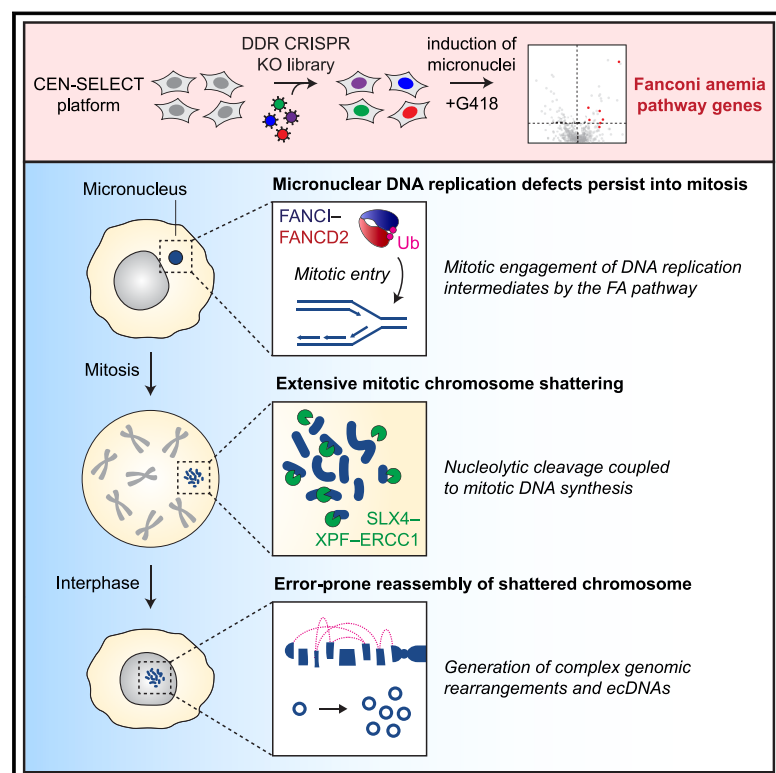 CEN-SELECT
platform
DDR CRISPR
KO library
induction of
micronuclei
+G418
Fanconi anemia
pathway genes
Micronucleus
Micronuclear DNA replication defects persist into mitosis
FANCI–
FANCD2
Ub
Mitotic entry
Mitotic engagement of DNA replication
intermediates by the FA pathway
Mitosis
Extensive mitotic chromosome shattering
SLX4–
XPF–ERCC1
Nucleolytic cleavage coupled
to mitotic DNA synthesis
Interphase
Error-prone reassembly of shattered chromosome
Generation of complex genomic
rearrangements and ecDNAs